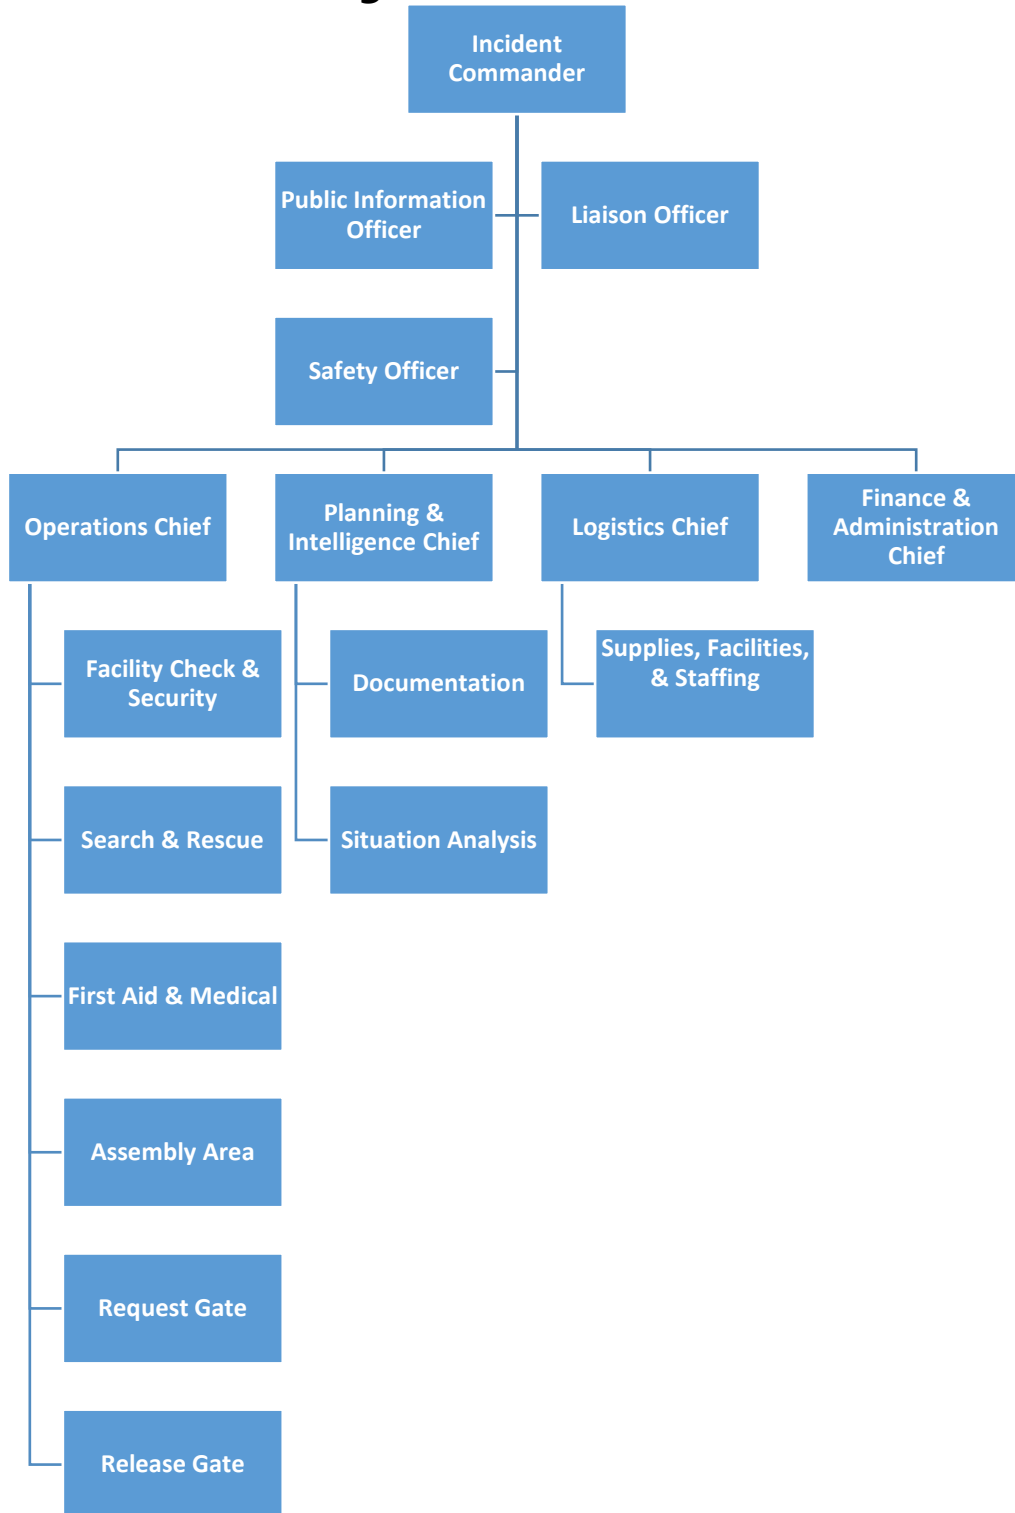 Incident
Commander
Public Information
Officer
Liaison Officer
Safety Officer
Operations Chief
Planning &
Intelligence Chief
Logistics Chief
Finance &
Administration
Chief
Facility Check &
Security
Documentation
Supplies, Facilities,
& Staffing
Search & Rescue
Situation Analysis
First Aid & Medical
Assembly Area
Request Gate
Release Gate